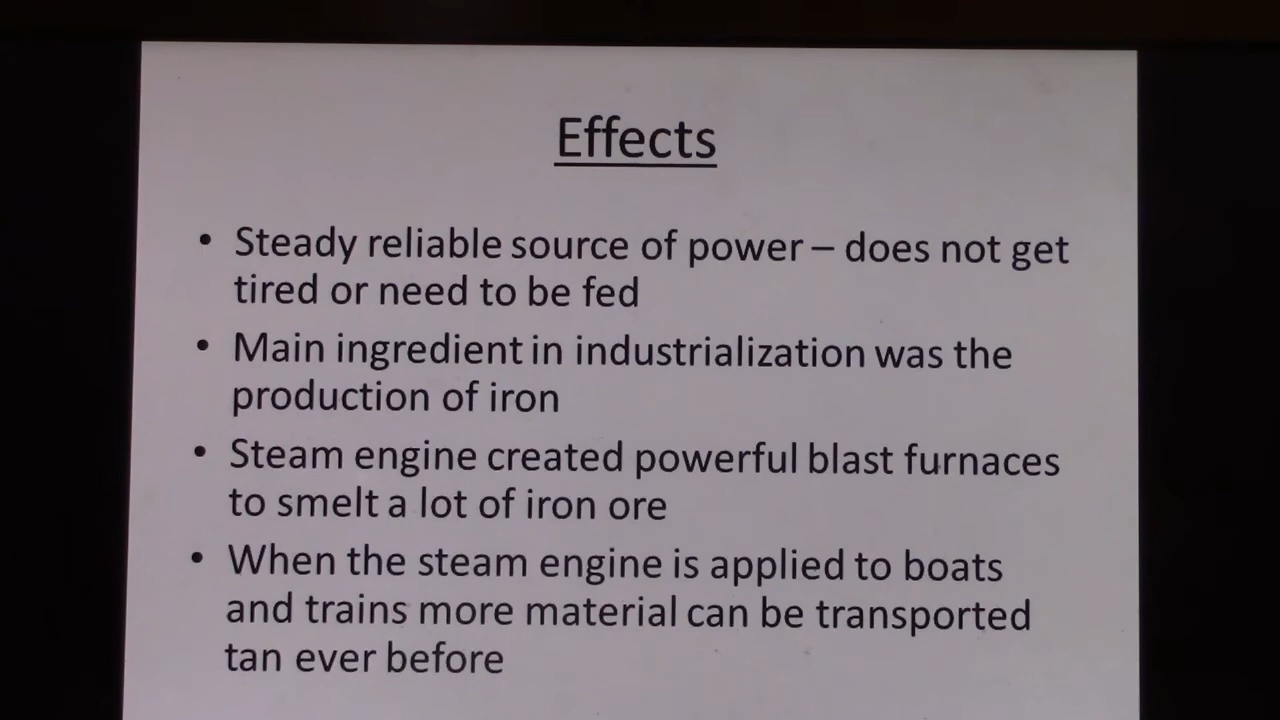 Effects
• Steady reliable source of power – does not get
tired or need to be fed
• Main ingredient in industrialization was the
production of iron
• Steam engine created powerful blast furnaces
to smelt a lot of iron ore
• When the steam engine is applied to boats
and trains more material can be transported
tan ever before